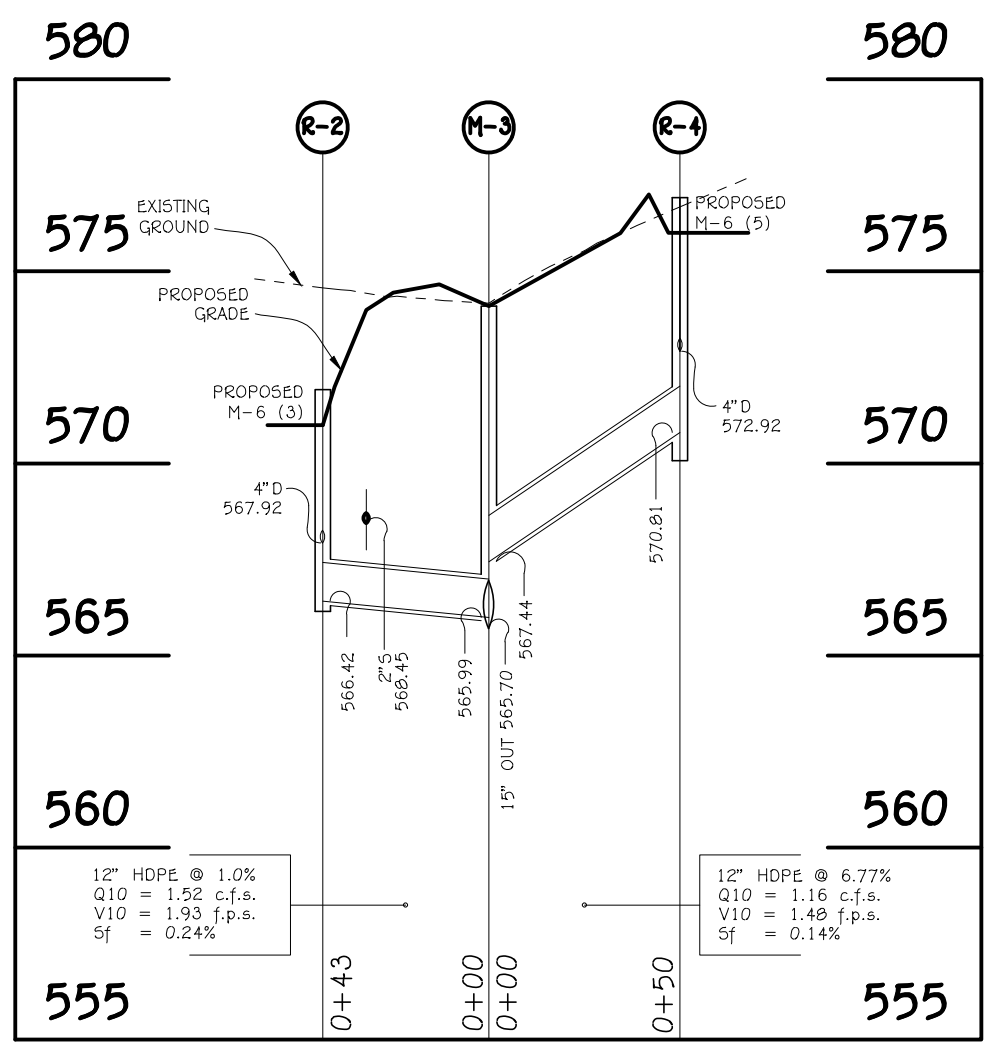 580
580
R-2
M-3
R-4
EXISTING
GROUND
PROPOSED
M-6 (5)
575
575
PROPOSED
GRADE
PROPOSED
M-6 (3)
4"D
572.92
570
570
4"D
567.92
570.81
565
565
566.42
2"S
568.45
565.99
15" OUT 565.70
567.44
560
560
12" HDPE @ 1.0%
Q10 = 1.52 c.f.s.
V10 = 1.93 f.p.s.
Sf = 0.24%
12" HDPE @ 6.77%
Q10 = 1.16 c.f.s.
V10 = 1.48 f.p.s.
Sf = 0.14%
555
555
0+43
0+00
0+00
0+50